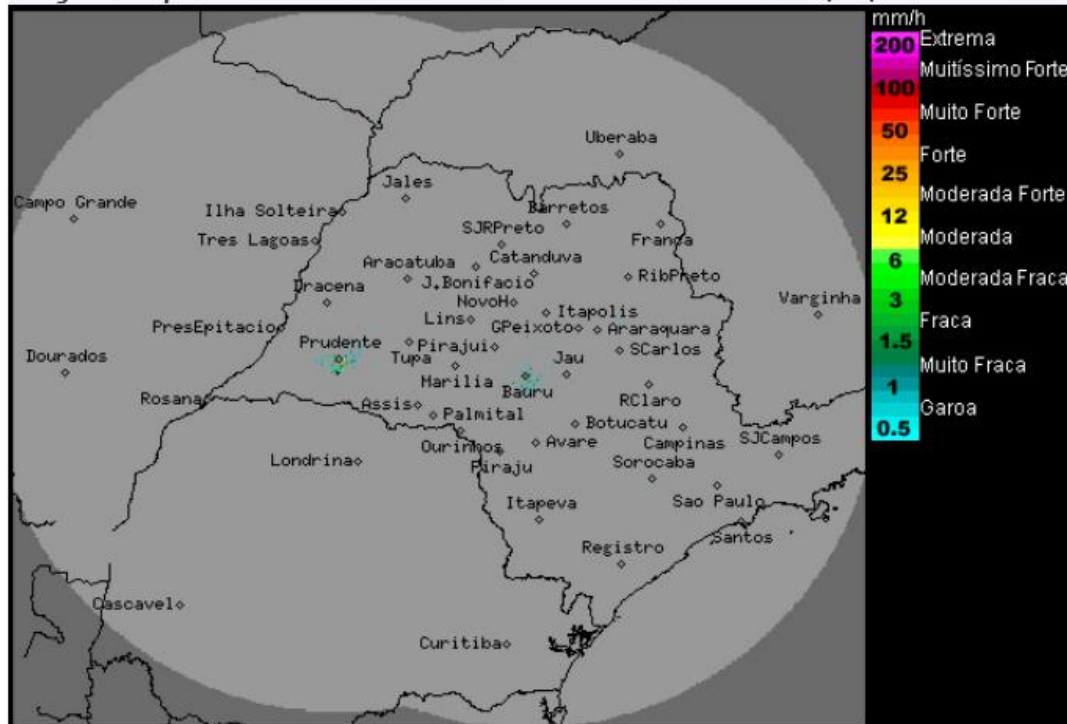 mm/h
200 Extrema
Muitíssimo Forte
100
Muito Forte
50
Forte
25
Moderada Forte
12
Moderada
6
Moderada Fraca
3
Fraca
1.5
Muito Fraca
1
Garoa
0.5
Uberaba
Jales
Campo Grande
Ilha Solteira
Barretos
SJRPreto
Franca
Tres Lagoas
Catanduva
Aracatuba
RibPreto
J.Bonifacio
Dracena
NovoH
Varginha
Itapolis
Lins
PresEpitacio
GPeixoto
Araraquara
Prudente
Pirajui
SCarlos
Dourados
Tupa
Jau
Marilia
Bauru
Rosana
RClaro
Assis
Palmital
Botucatu
Ourinhos
Avare
Campinas
SJCampos
Londrina
Piraju
Sorocaba
Itapeva
Sao Paulo
Santos
Registro
Cascavel
Curitiba